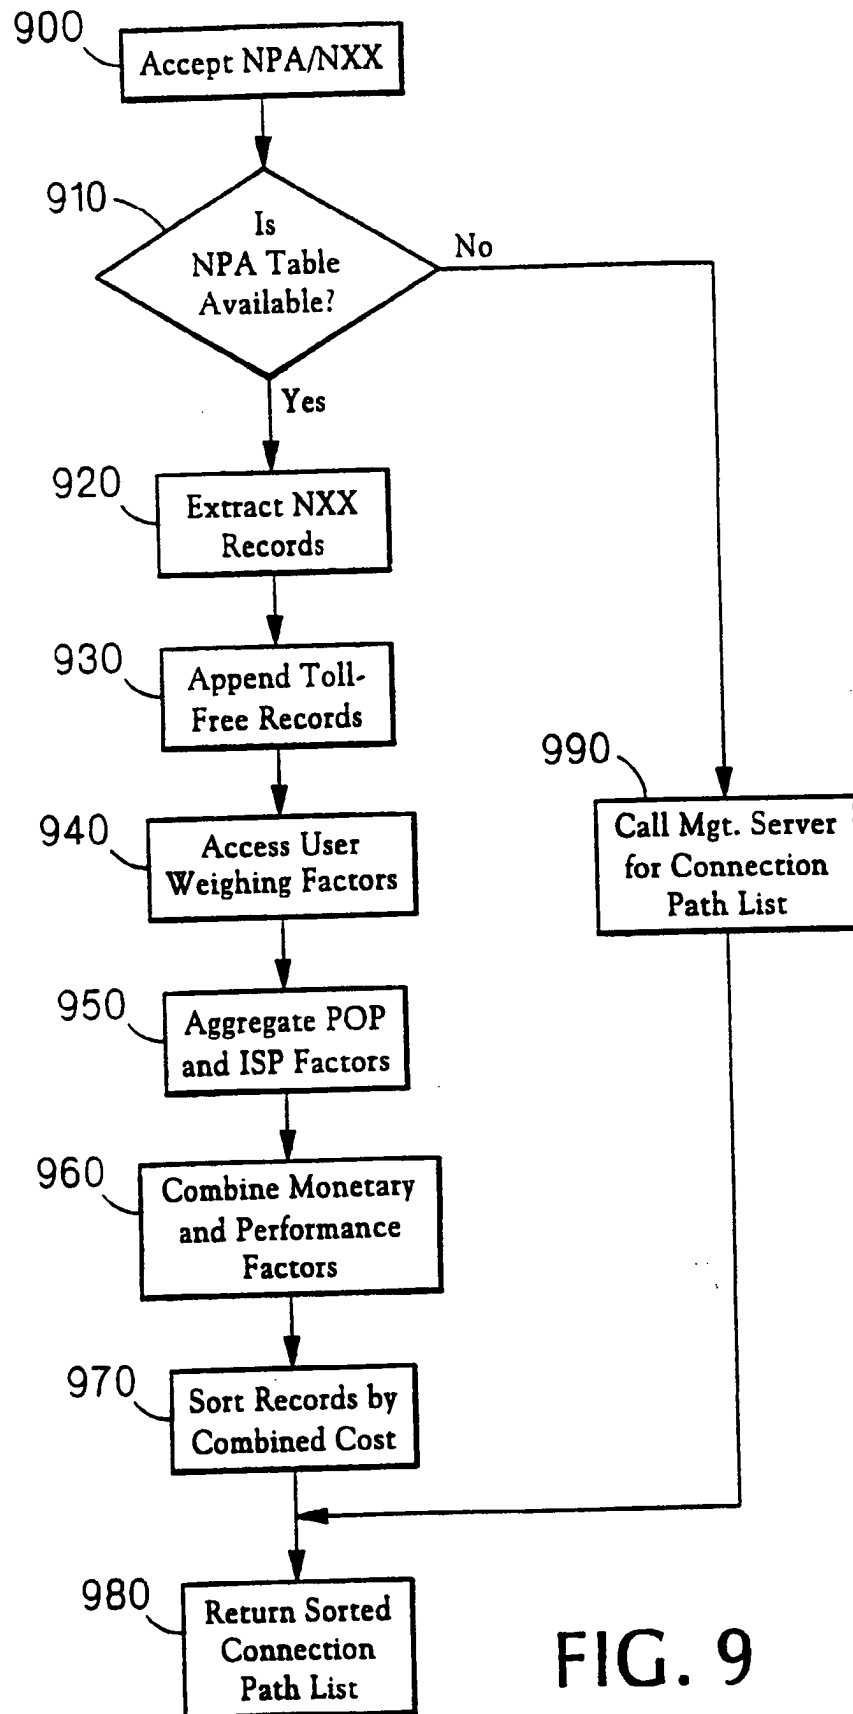 900
Accept NPA/NXX
910
Is
NPA Table
Available?
No
Yes
920
Extract NXX
Records
930
Append Toll-
Free Records
940
Access User
Weighing Factors
990
Call Mgt. Server
for Connection
Path List
950
Aggregate POP
and ISP Factors
960
Combine Monetary
and Performance
Factors
970
Sort Records by
Combined Cost
980
Return Sorted
Connection
Path List
FIG. 9